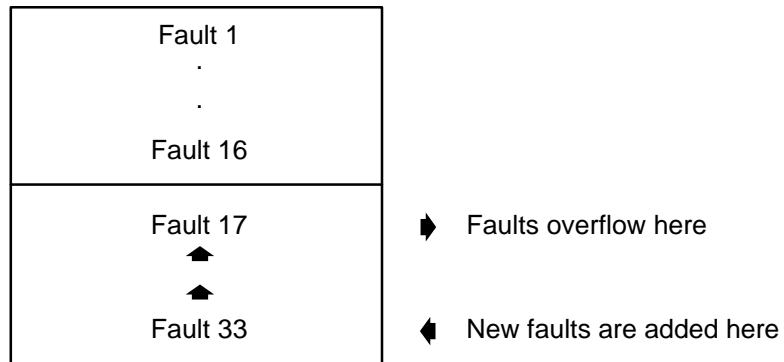 Fault 1
.
.
Fault 16
Fault 17
Faults overflow here
Fault 33
New faults are added here